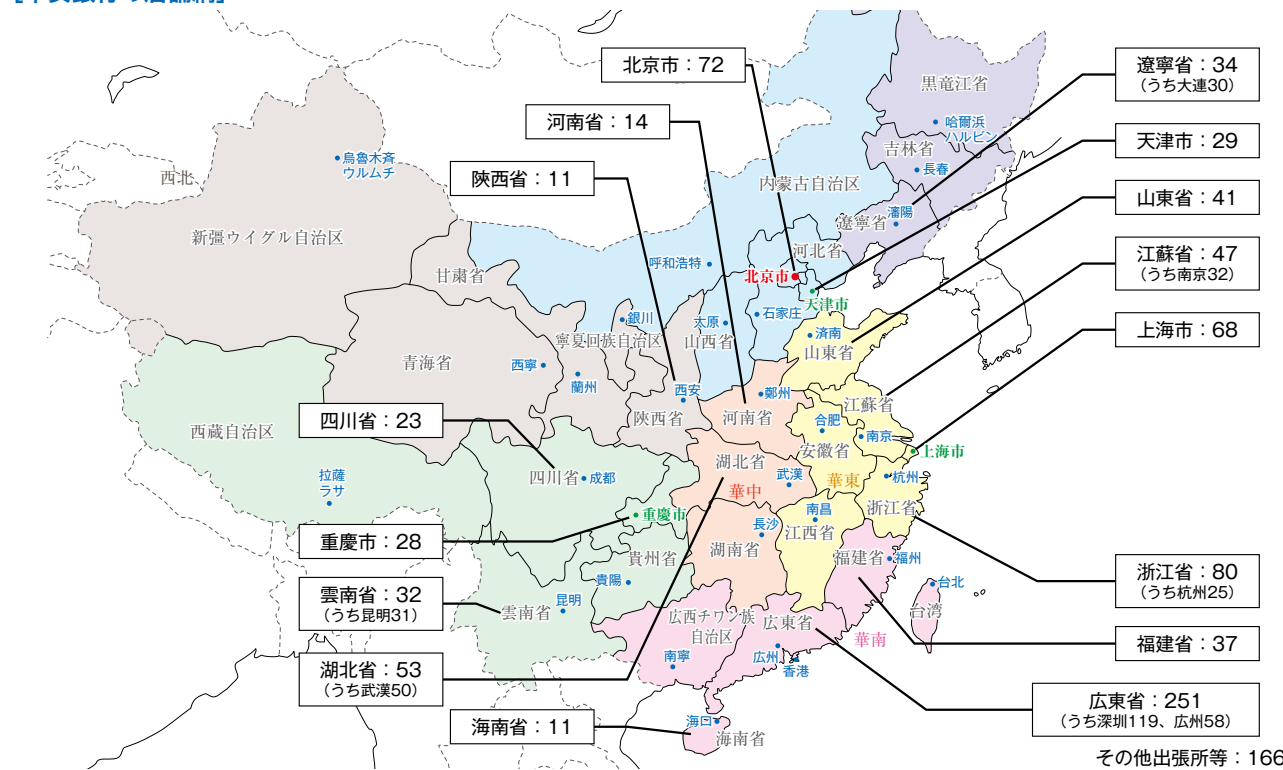 北京市：72
河南省：14
陝西省：11
四川省：23
重慶市：28
雲南省：32
（うち昆明31）
湖北省：53
（うち武漢50）
海南省：11
遼寧省：34
（うち大連30）
天津市：29
山東省：41
江蘇省：47
（うち南京32）
上海市：68
浙江省：80
（うち杭州25）
福建省：37
広東省：251
（うち深圳119、広州58）
その他出張所等：166
黒竜江省
哈爾浜
ハルビン
吉林省
長春
内蒙古自治区
瀋陽
遼寧省
河北省
北京市
天津市
呼和浩特
石家庄
太原
山西省
銀川
寧夏回族自治区
西北
烏魯木斉
ウルムチ
新疆ウイグル自治区
甘粛省
青海省
西寧
蘭州
西安
陝西省
済南
山東省
鄭州
河南省
江蘇省
合肥
南京
安徽省
上海市
華東
杭州
浙江省
湖北省
武漢
華中
西蔵自治区
拉薩
ラサ
四川省
成都
重慶市
長沙
湖南省
南昌
江西省
貴州省
貴陽
福建省
福州
台北
台湾
雲南省
昆明
広西チワン族
自治区
南寧
広東省
広州
香港
華南
海口
海南省